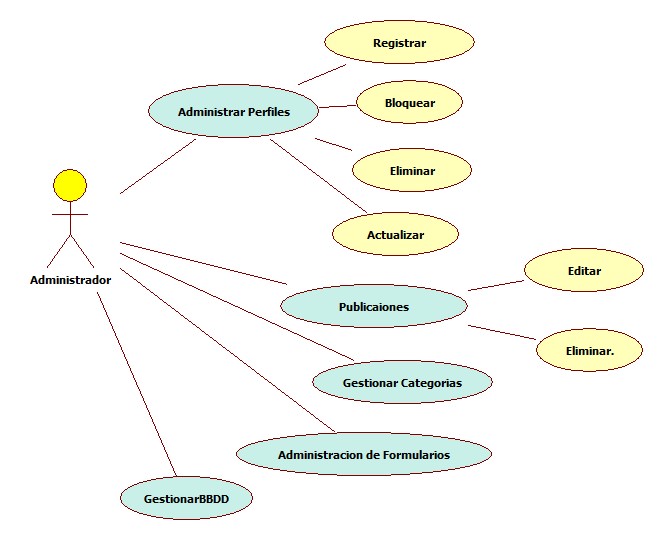 Registrar
Administrar Perfiles
Bloquear
Eliminar
Actualizar
Administrador
Editar
Publicaiones
Eliminar.
Gestionar Categorias
Administracion de Formularios
GestionarBBDD